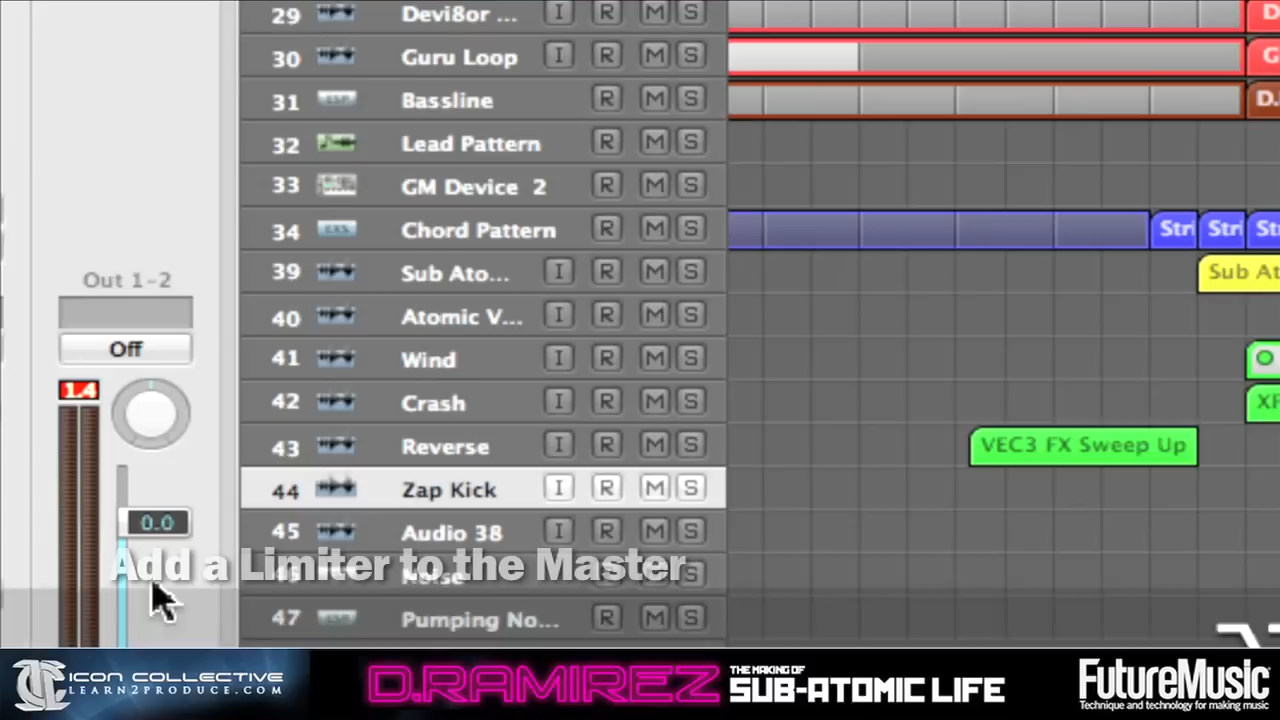 29 Devi8or ... I R M S D
30 Guru Loop I R M S G
31 Bassline R M S D.
32 Lead Pattern R M S
33 GM Device 2 R M S
34 Chord Pattern R M S Stri Stri St
39 Sub Ato... I R M S Sub At
40 Atomic V... I R M S
41 Wind I R M S
42 Crash I R M S XF
43 Reverse I R M S VEC3 FX Sweep Up
44 Zap Kick I R M S
45 Audio 38 I R M S
46 Noise I R M S
47 Pumping No... R M S
Out 1-2
Off
1.4
0.0
Add a Limiter to the Master
ICON COLLECTIVE
LEARN2PRODUCE.COM
D.RAMIREZ
THE MAKING OF
SUB-ATOMIC LIFE
FutureMusic
Technique and technology for making music